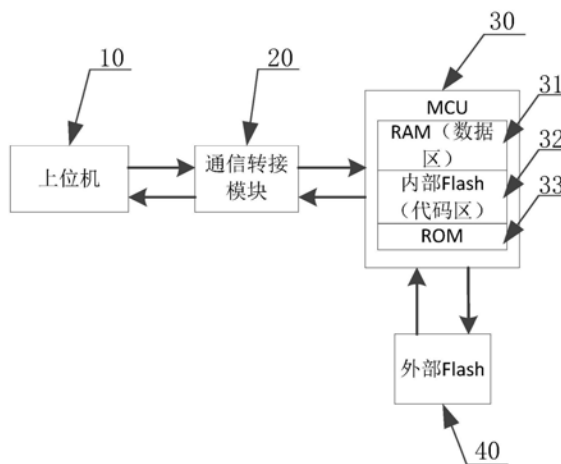 10
20
30
31
32
33
MCU
RAM（数据
区）
内部Flash
（代码区）
ROM
上位机
通信转接
模块
外部Flash
40